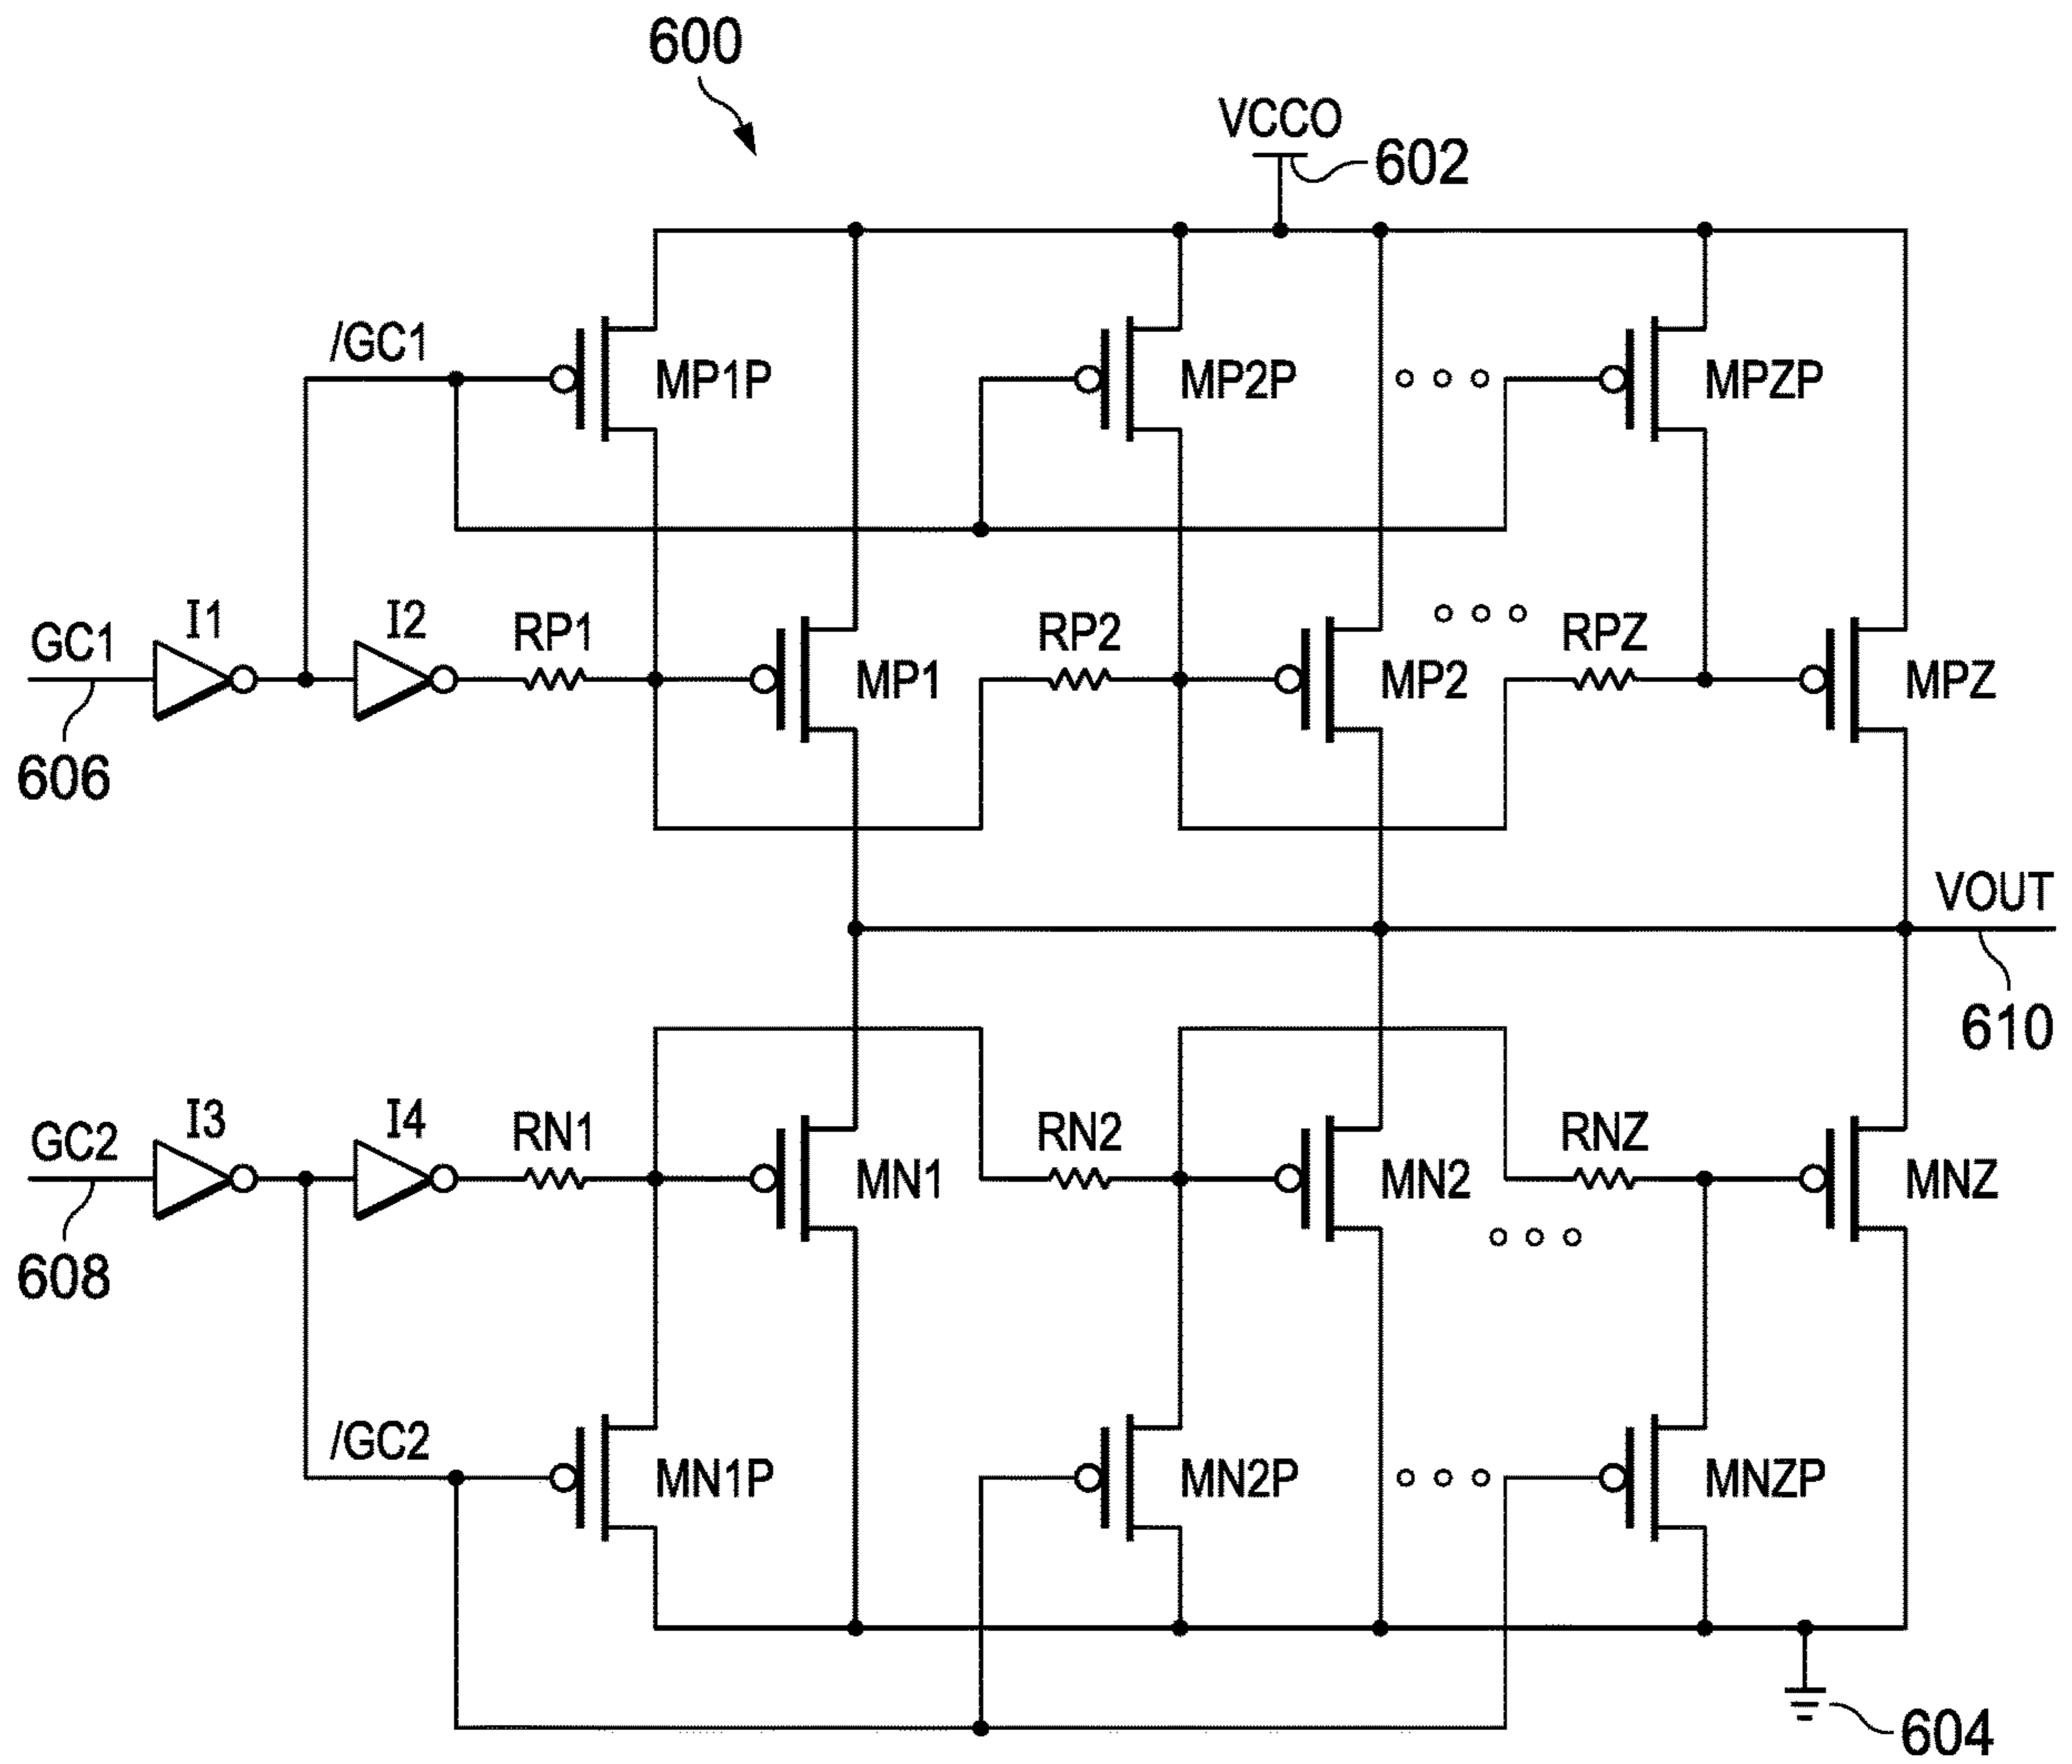 600
VCCO
602
/GC1
MP1P
MP2P
MPZP
GC1
I1
I2
RP1
MP1
RP2
MP2
RPZ
MPZ
606
VOUT
610
GC2
I3
I4
RN1
MN1
RN2
MN2
RNZ
MNZ
608
/GC2
MN1P
MN2P
MNZP
604